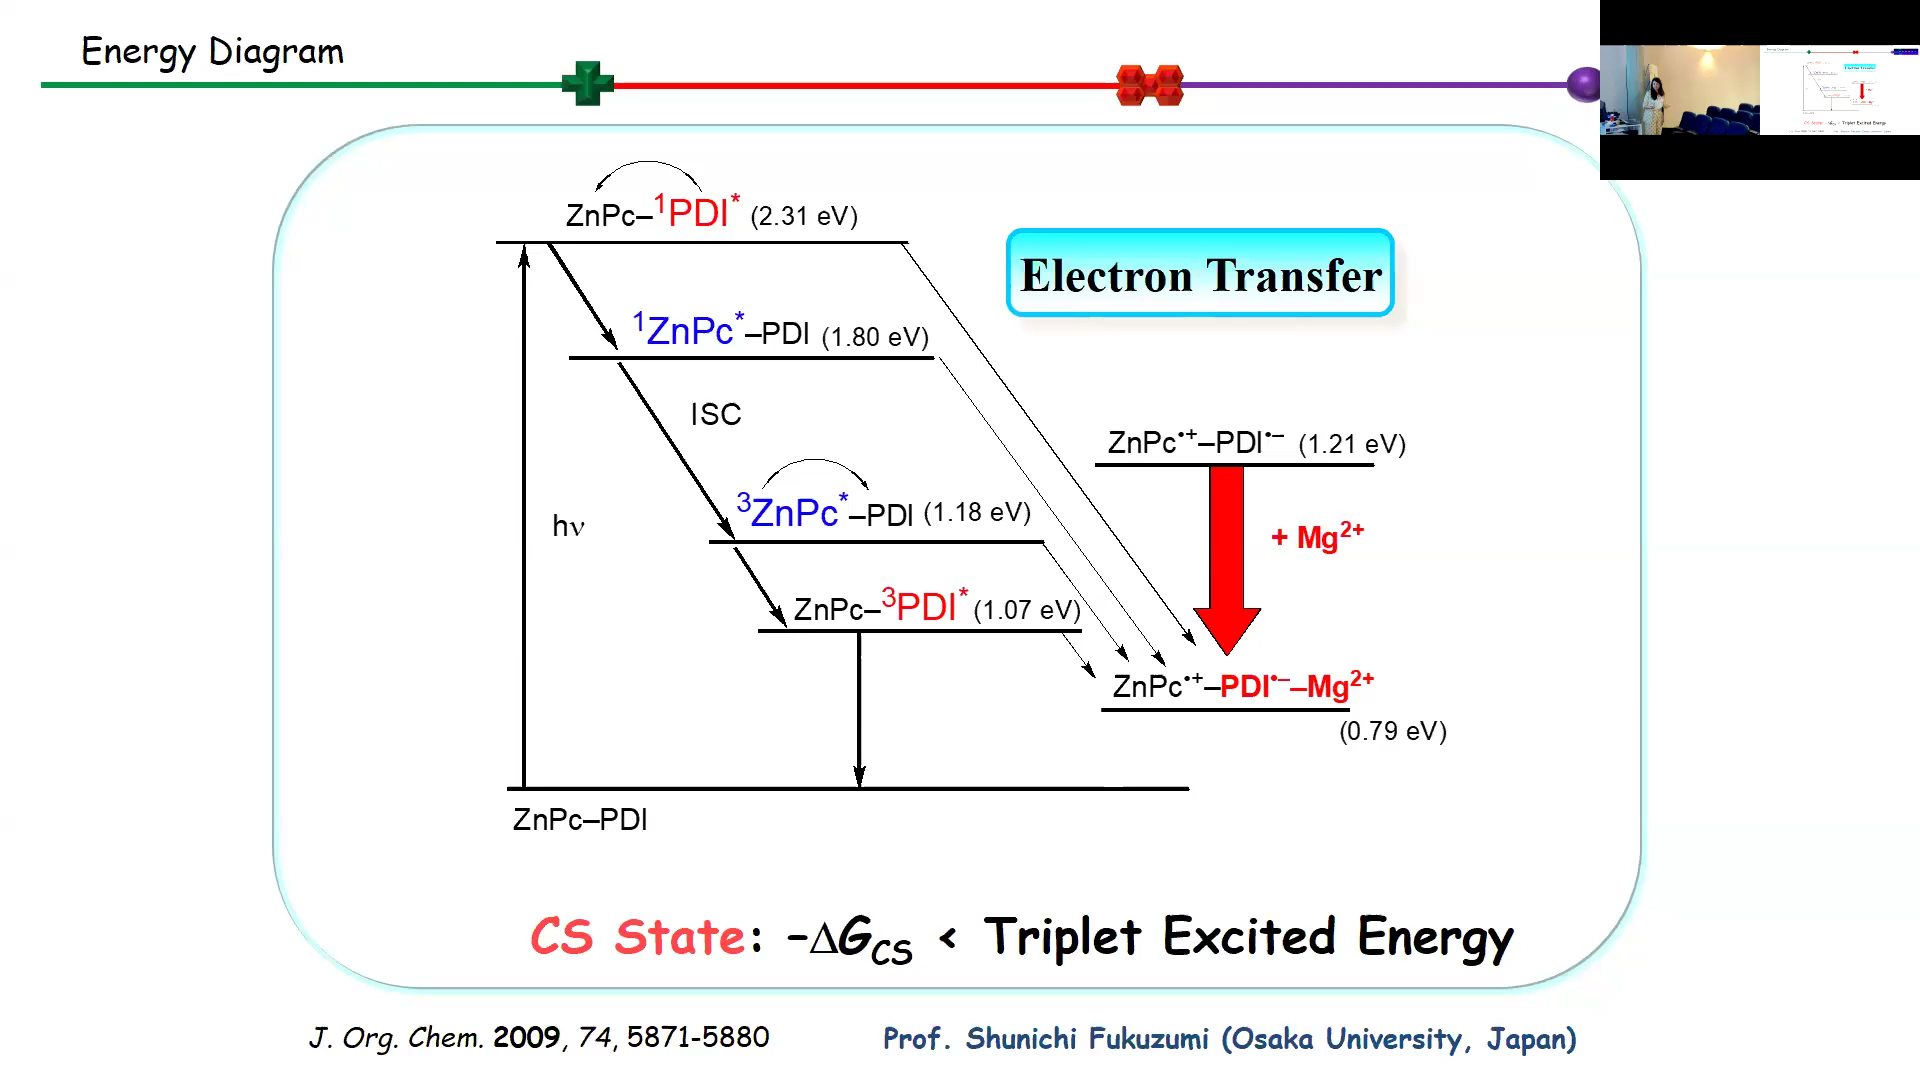 Energy Diagram
ZnPc–¹PDI* (2.31 eV)
Electron Transfer
¹ZnPc*–PDI (1.80 eV)
ISC
ZnPc•+–PDI•– (1.21 eV)
³ZnPc*–PDI (1.18 eV)
hν
+ Mg²⁺
ZnPc–³PDI* (1.07 eV)
ZnPc•+–PDI•––Mg²⁺
(0.79 eV)
ZnPc–PDI
CS State: -ΔG_CS < Triplet Excited Energy
J. Org. Chem. 2009, 74, 5871-5880
Prof. Shunichi Fukuzumi (Osaka University, Japan)